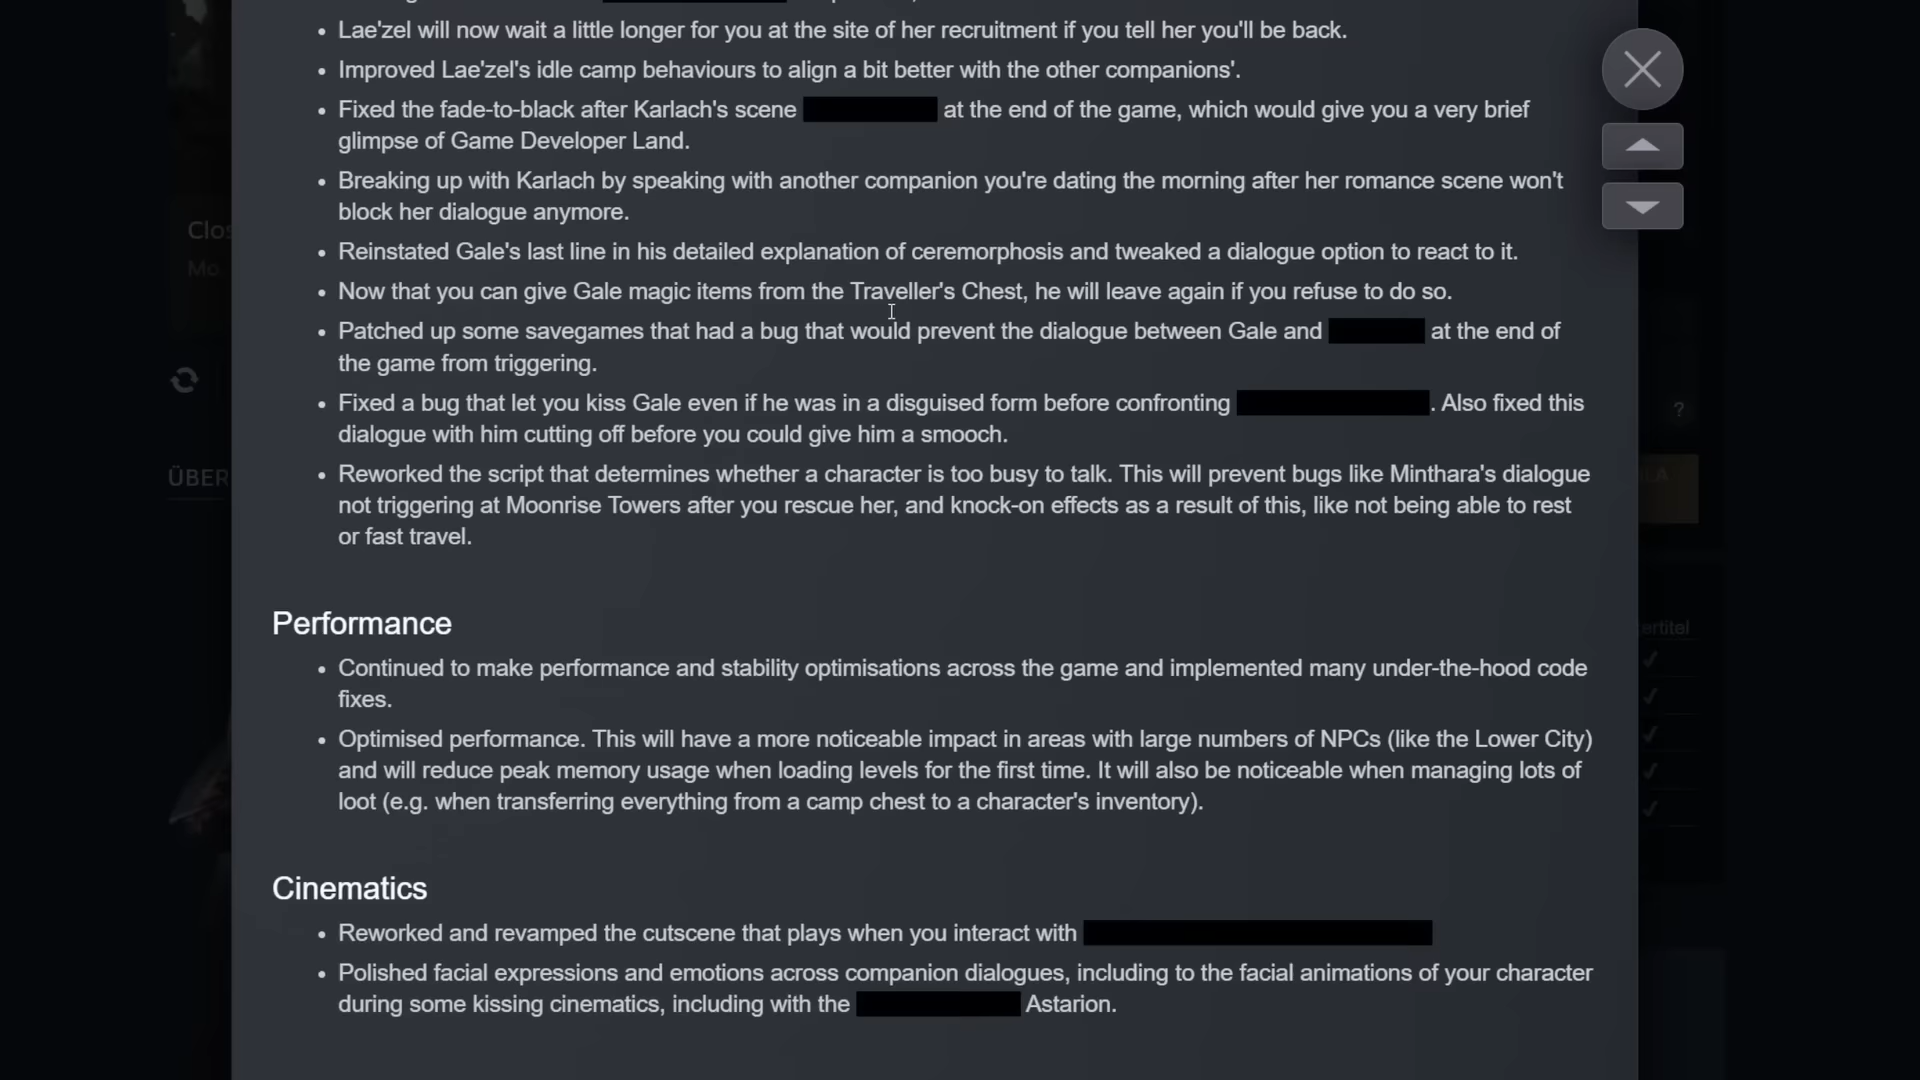 Lae'zel will now wait a little longer for you at the site of her recruitment if you tell her you'll be back.
Improved Lae'zel's idle camp behaviours to align a bit better with the other companions'.
Fixed the fade-to-black after Karlach's scene at the end of the game, which would give you a very brief
glimpse of Game Developer Land.
Breaking up with Karlach by speaking with another companion you're dating the morning after her romance scene won't
block her dialogue anymore.
Clos
Reinstated Gale's last line in his detailed explanation of ceremorphosis and tweaked a dialogue option to react to it.
Mo
Now that you can give Gale magic items from the Traveller's Chest, he will leave again if you refuse to do so.
Patched up some savegames that had a bug that would prevent the dialogue between Gale and at the end of
the game from triggering.
Fixed a bug that let you kiss Gale even if he was in a disguised form before confronting . Also fixed this
?
dialogue with him cutting off before you could give him a smooch.
Reworked the script that determines whether a character is too busy to talk. This will prevent bugs like Minthara's dialogue
ÜBER
not triggering at Moonrise Towers after you rescue her, and knock-on effects as a result of this, like not being able to rest
or fast travel.
Performance
ertitel
Continued to make performance and stability optimisations across the game and implemented many under-the-hood code
fixes.
Optimised performance. This will have a more noticeable impact in areas with large numbers of NPCs (like the Lower City)
and will reduce peak memory usage when loading levels for the first time. It will also be noticeable when managing lots of
loot (e.g. when transferring everything from a camp chest to a character's inventory).
Cinematics
Reworked and revamped the cutscene that plays when you interact with
Polished facial expressions and emotions across companion dialogues, including to the facial animations of your character
during some kissing cinematics, including with the Astarion.